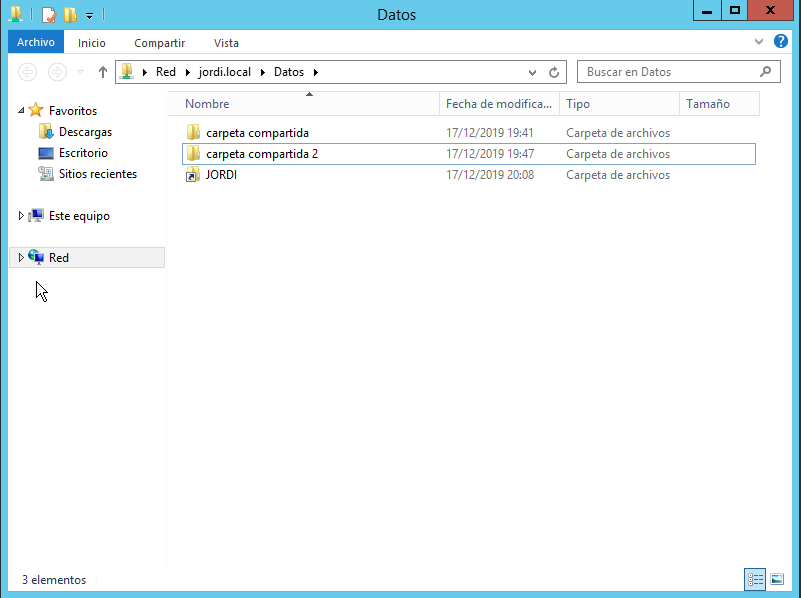 Datos
Archivo Inicio Compartir Vista
Red jordi.local Datos Buscar en Datos
Nombre Fecha de modifica... Tipo Tamaño
Favoritos
Descargas
Escritorio
Sitios recientes
Este equipo
Red
carpeta compartida 17/12/2019 19:41 Carpeta de archivos
carpeta compartida 2 17/12/2019 19:47 Carpeta de archivos
JORDI 17/12/2019 20:08 Carpeta de archivos
3 elementos